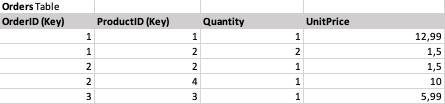 Orders Table
OrderID (Key) ProductID (Key) Quantity UnitPrice
1 1 1 12,99
1 2 2 1,5
2 2 1 1,5
2 4 1 10
3 3 1 5,99